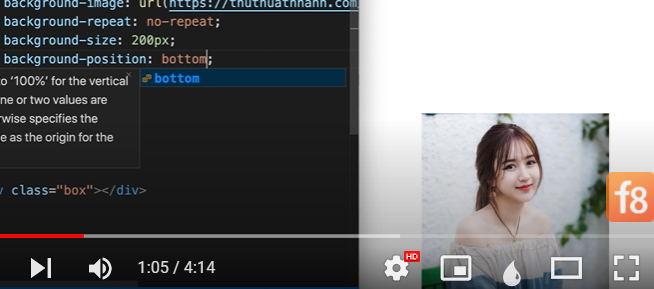 background-image: url(https://thuthuathnann.com
background-repeat: no-repeat;
background-size: 200px;
background-position: bottom;
bottom
to ‘100%’ for the vertical
ne or two values are
rwise specifies the
e as the origin for the
v class="box"></div>
f8
HD
1:05 / 4:14